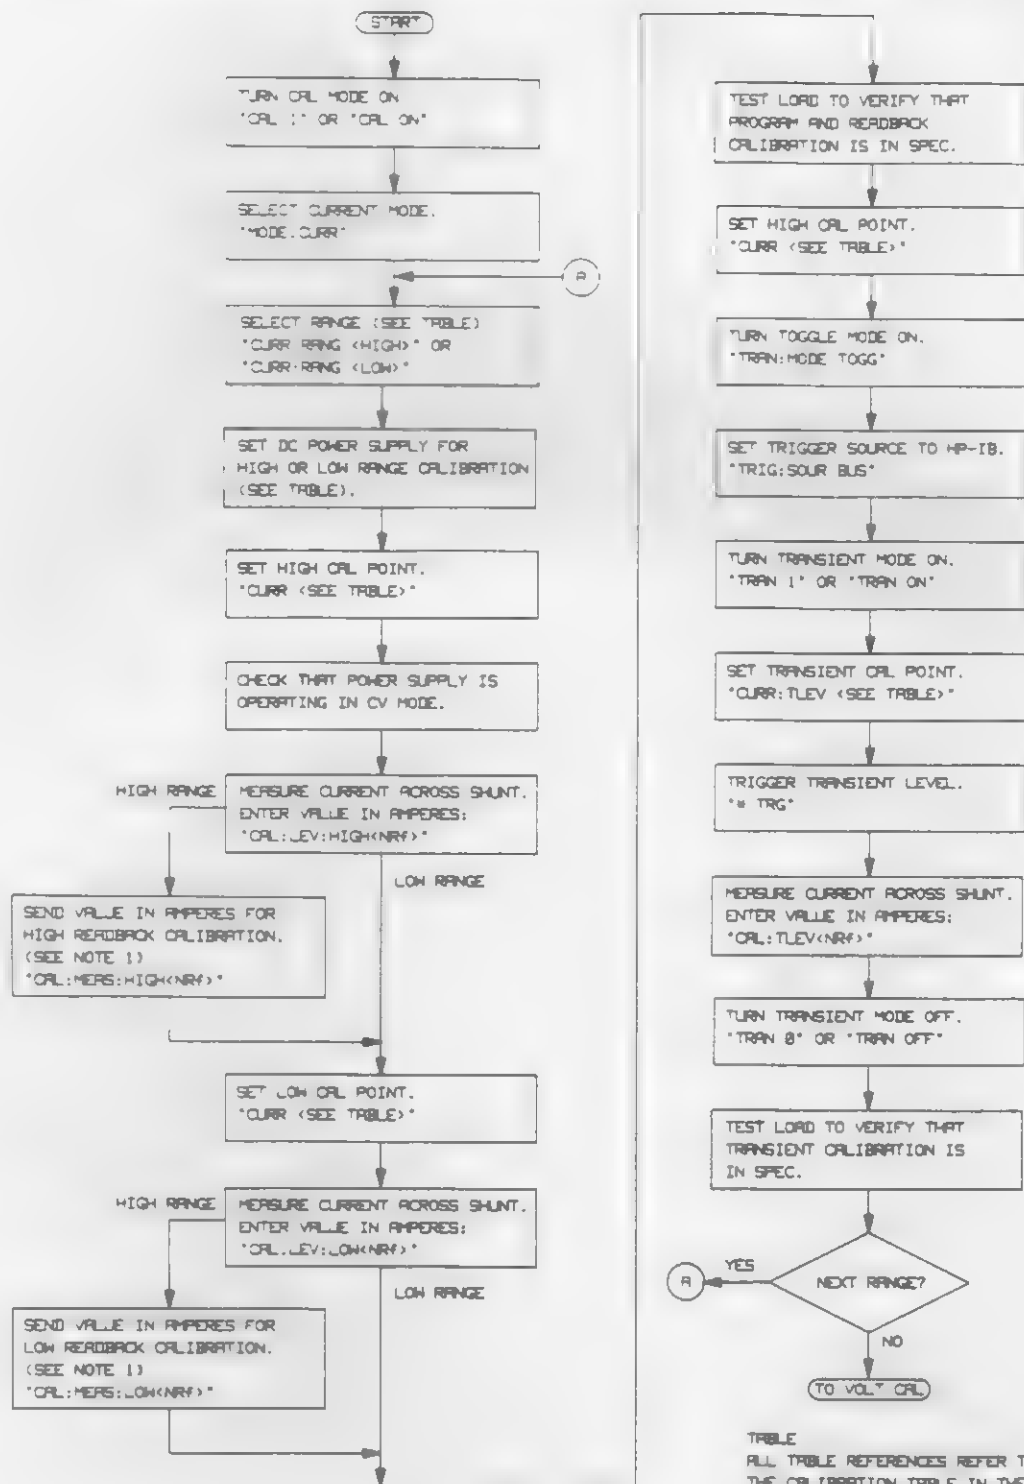 START
TURN CAL MODE ON
"CAL 1" OR "CAL ON"
SELECT CURRENT MODE.
"MODE:CURR"
A
SELECT RANGE (SEE TABLE)
"CURR:RANG <HIGH>" OR
"CURR:RANG <LOW>"
SET DC POWER SUPPLY FOR
HIGH OR LOW RANGE CALIBRATION
(SEE TABLE).
SET HIGH CAL POINT.
"CURR <SEE TABLE>"
CHECK THAT POWER SUPPLY IS
OPERATING IN CV MODE.
HIGH RANGE
MEASURE CURRENT ACROSS SHUNT.
ENTER VALUE IN AMPERES:
"CAL:LEV:HIGH<NRf>"
LOW RANGE
SEND VALUE IN AMPERES FOR
HIGH READBACK CALIBRATION.
(SEE NOTE 1)
"CAL:MEAS:HIGH<NRf>"
SET LOW CAL POINT.
"CURR <SEE TABLE>"
HIGH RANGE
MEASURE CURRENT ACROSS SHUNT.
ENTER VALUE IN AMPERES:
"CAL:LEV:LOW<NRf>"
LOW RANGE
SEND VALUE IN AMPERES FOR
LOW READBACK CALIBRATION.
(SEE NOTE 1)
"CAL:MEAS:LOW<NRf>"
TEST LOAD TO VERIFY THAT
PROGRAM AND READBACK
CALIBRATION IS IN SPEC.
SET HIGH CAL POINT.
"CURR <SEE TABLE>"
TURN TOGGLE MODE ON.
"TRAN:MODE TOGG"
SET TRIGGER SOURCE TO HP-IB.
"TRIG:SOUR BUS"
TURN TRANSIENT MODE ON.
"TRAN 1" OR "TRAN ON"
SET TRANSIENT CAL POINT.
"CURR:TLEV <SEE TABLE>"
TRIGGER TRANSIENT LEVEL.
"* TRG"
MEASURE CURRENT ACROSS SHUNT.
ENTER VALUE IN AMPERES:
"CAL:TLEV<NRf>"
TURN TRANSIENT MODE OFF.
"TRAN 0" OR "TRAN OFF"
TEST LOAD TO VERIFY THAT
TRANSIENT CALIBRATION IS
IN SPEC.
YES
A
NEXT RANGE?
NO
TO VOLT CAL
TABLE
ALL TABLE REFERENCES REFER T
THE CALIBRATION TABLE IN THE